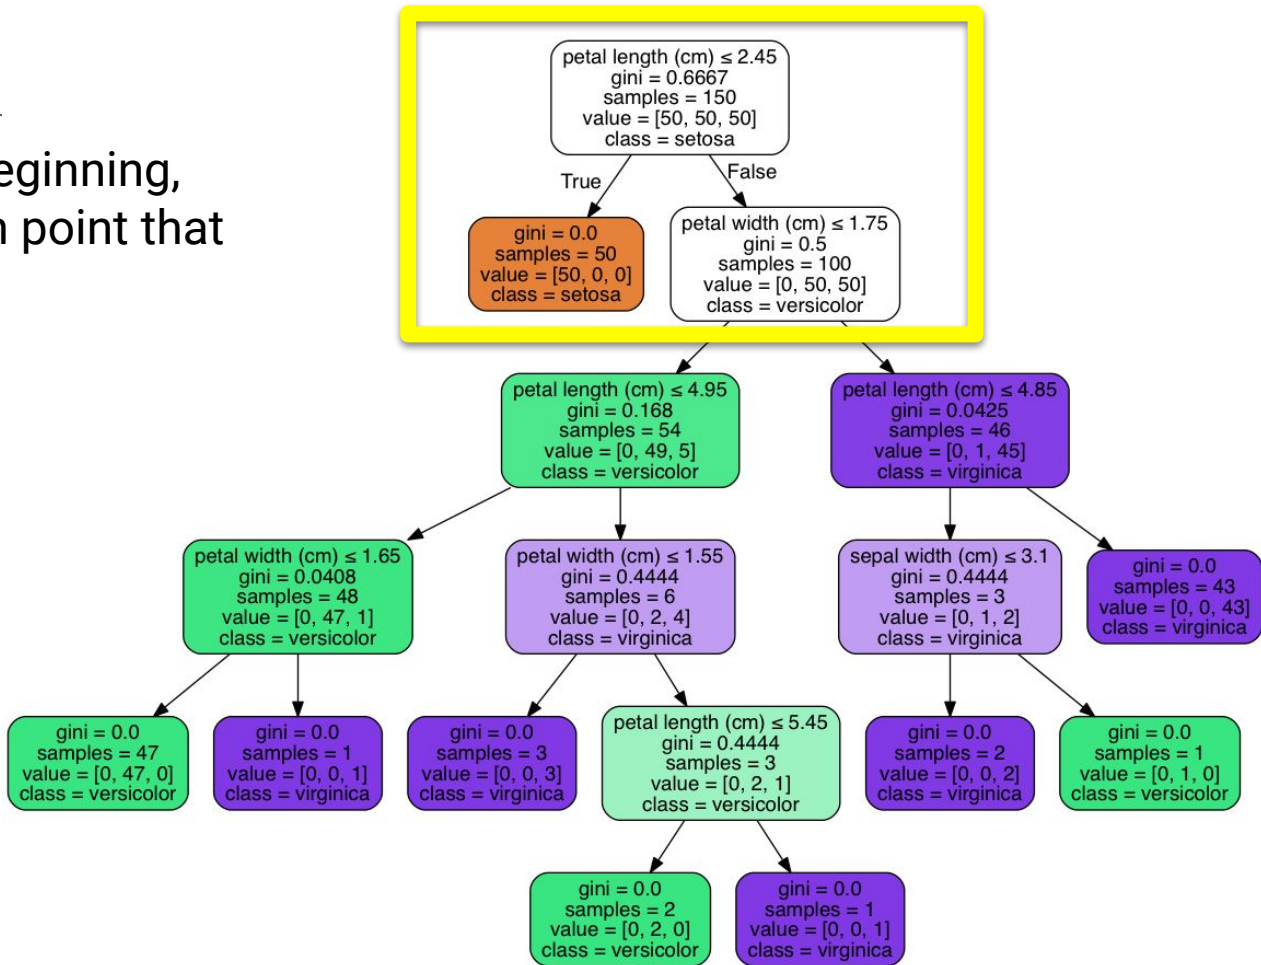 eginning,
n point that
petal length (cm) ≤ 2.45
gini = 0.6667
samples = 150
value = [50, 50, 50]
class = setosa
True
False
gini = 0.0
samples = 50
value = [50, 0, 0]
class = setosa
petal width (cm) ≤ 1.75
gini = 0.5
samples = 100
value = [0, 50, 50]
class = versicolor
petal length (cm) ≤ 4.95
gini = 0.168
samples = 54
value = [0, 49, 5]
class = versicolor
petal length (cm) ≤ 4.85
gini = 0.0425
samples = 46
value = [0, 1, 45]
class = virginica
petal width (cm) ≤ 1.65
gini = 0.0408
samples = 48
value = [0, 47, 1]
class = versicolor
petal width (cm) ≤ 1.55
gini = 0.4444
samples = 6
value = [0, 2, 4]
class = virginica
sepal width (cm) ≤ 3.1
gini = 0.4444
samples = 3
value = [0, 1, 2]
class = virginica
gini = 0.0
samples = 43
value = [0, 0, 43]
class = virginica
gini = 0.0
samples = 47
value = [0, 47, 0]
class = versicolor
gini = 0.0
samples = 1
value = [0, 0, 1]
class = virginica
gini = 0.0
samples = 3
value = [0, 0, 3]
class = virginica
petal length (cm) ≤ 5.45
gini = 0.4444
samples = 3
value = [0, 2, 1]
class = versicolor
gini = 0.0
samples = 2
value = [0, 0, 2]
class = virginica
gini = 0.0
samples = 1
value = [0, 1, 0]
class = versicolor
gini = 0.0
samples = 2
value = [0, 2, 0]
class = versicolor
gini = 0.0
samples = 1
value = [0, 0, 1]
class = virginica